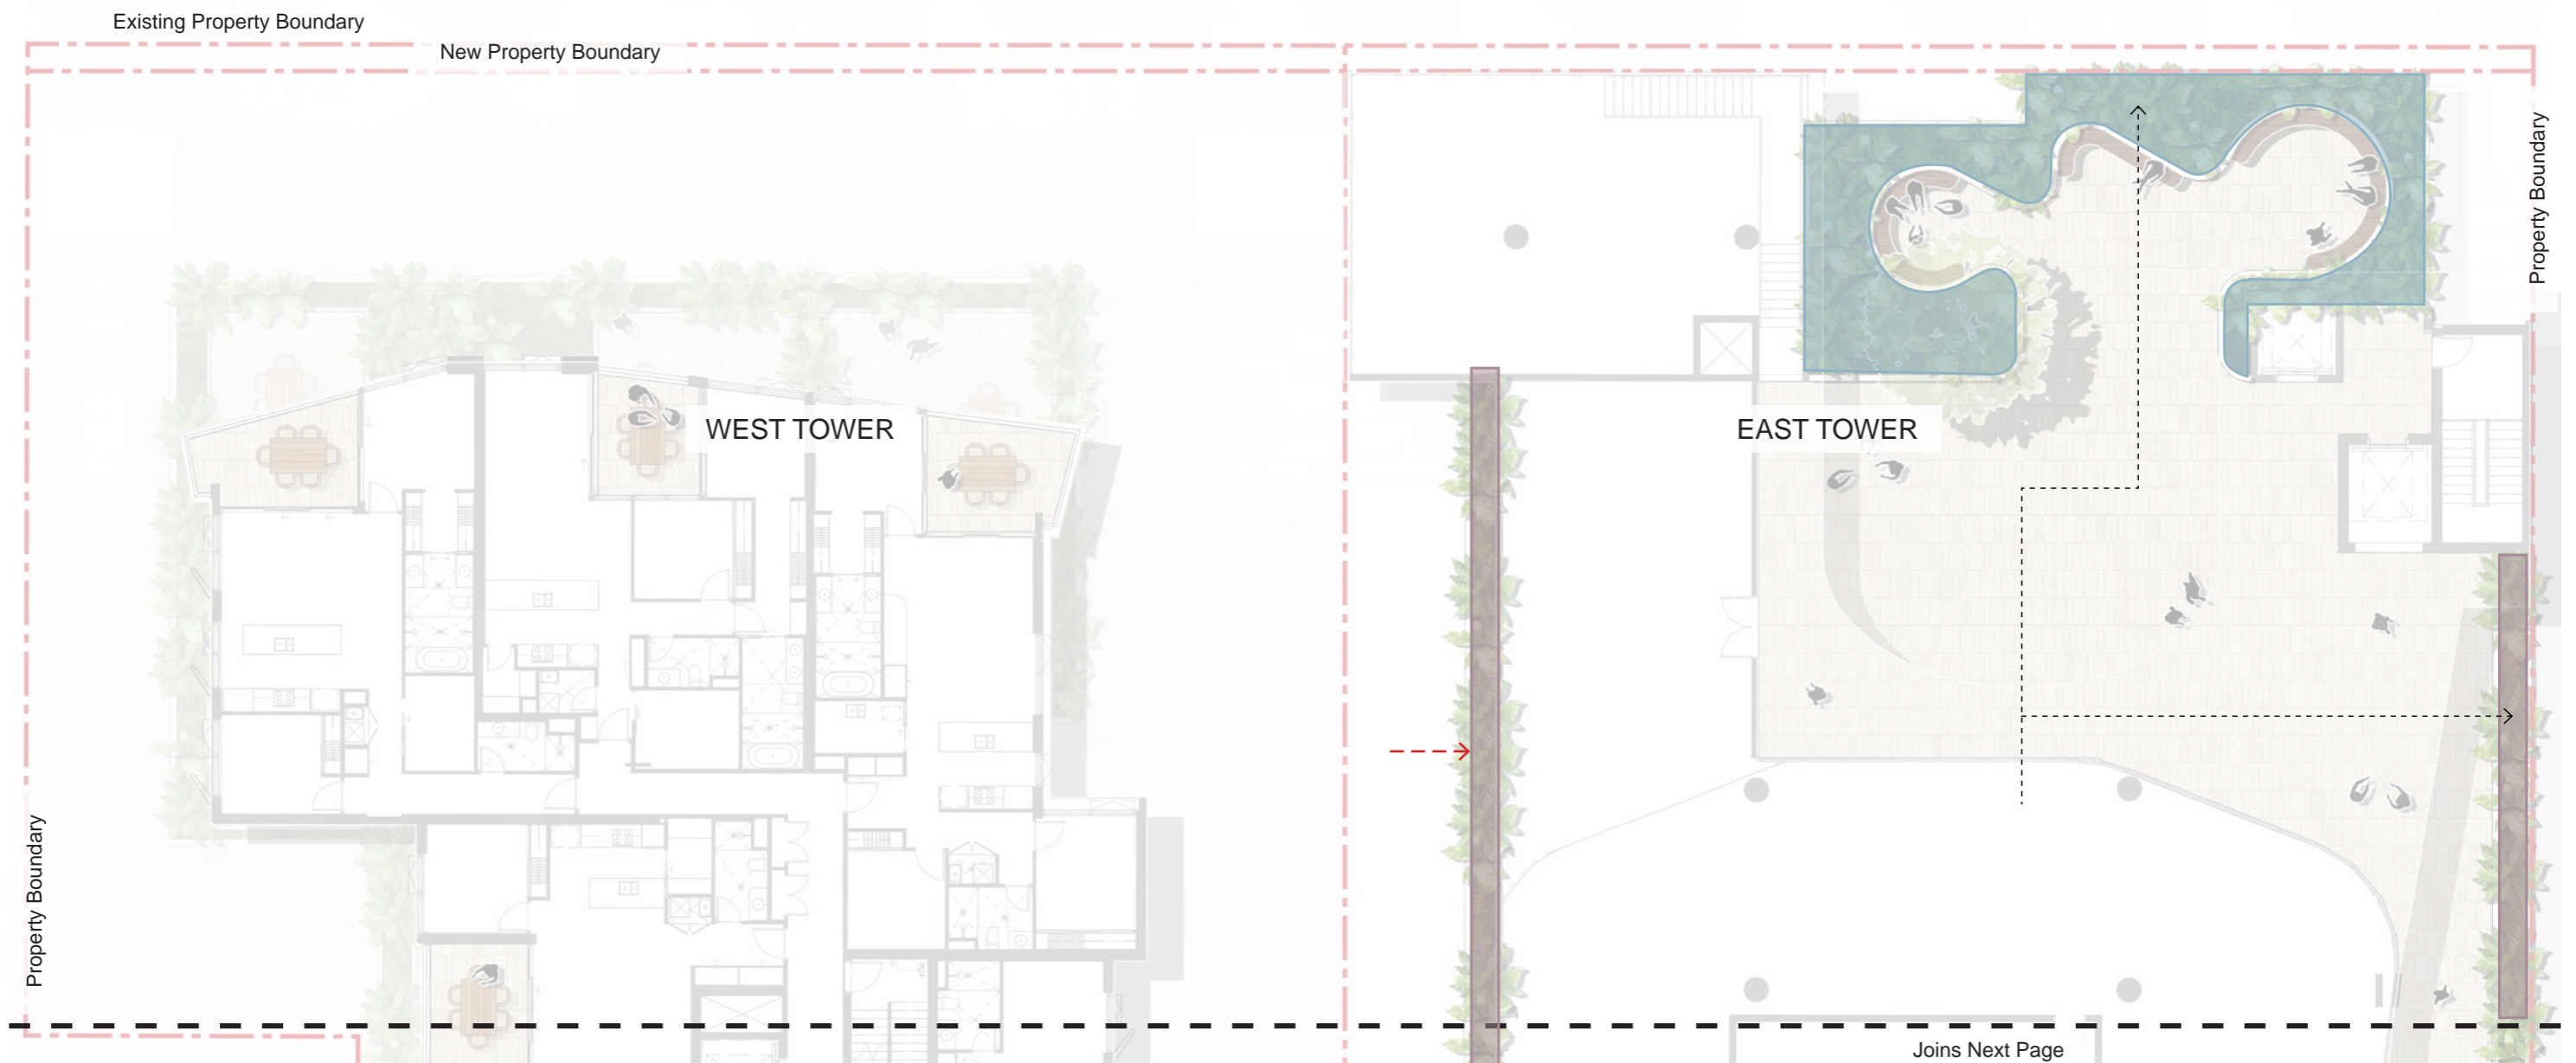 Existing Property Boundary
New Property Boundary
Property Boundary
WEST TOWER
EAST TOWER
Property Boundary
Joins Next Page